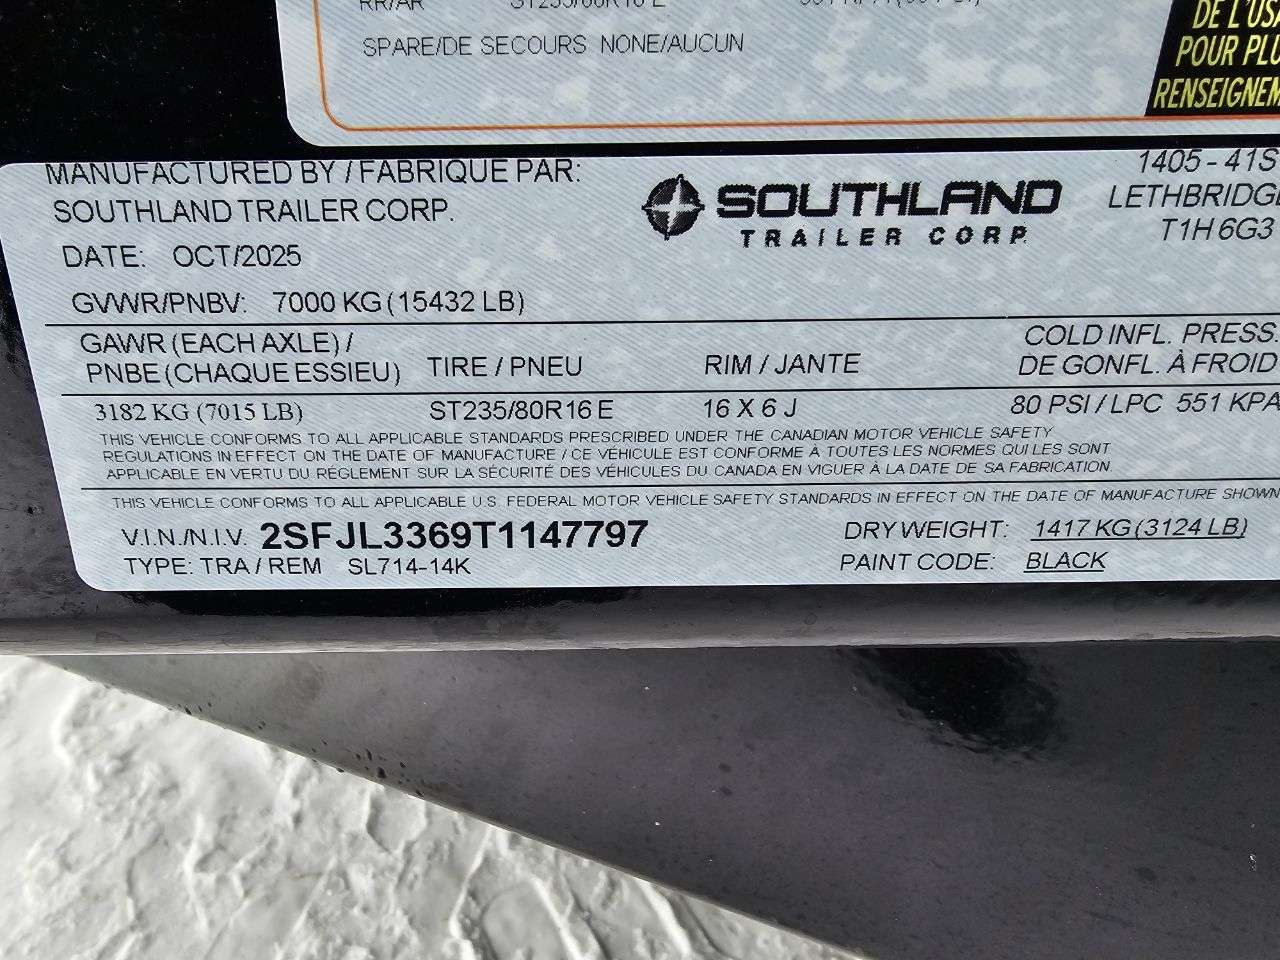 RR/AR ST235/80R16 E
SPARE/DE SECOURS NONE/AUCUN
DE L'USA
POUR PLU
RENSEIGNEM
MANUFACTURED BY / FABRIQUE PAR:
SOUTHLAND TRAILER CORP.
DATE: OCT/2025
GVWR/PNBV: 7000 KG (15432 LB)
SOUTHLAND
TRAILER CORP.
1405 - 41S
LETHBRIDGE
T1H 6G3
GAWR (EACH AXLE) /
PNBE (CHAQUE ESSIEU)
TIRE / PNEU
RIM / JANTE
COLD INFL. PRESS.
DE GONFL. À FROID
3182 KG (7015 LB) ST235/80R16 E 16 X 6 J 80 PSI / LPC 551 KPA
THIS VEHICLE CONFORMS TO ALL APPLICABLE STANDARDS PRESCRIBED UNDER THE CANADIAN MOTOR VEHICLE SAFETY
REGULATIONS IN EFFECT ON THE DATE OF MANUFACTURE / CE VÉHICULE EST CONFORME À TOUTES LES NORMES QUI LES SONT
APPLICABLE EN VERTU DU RÉGLEMENT SUR LA SÉCURITÉ DES VÉHICULES DU CANADA EN VIGUER À LA DATE DE SA FABRICATION
THIS VEHICLE CONFORMS TO ALL APPLICABLE U.S. FEDERAL MOTOR VEHICLE SAFETY STANDARDS IN EFFECT ON THE DATE OF MANUFACTURE SHOWN
V.I.N./N.I.V. 2SFJL3369T1147797 DRY WEIGHT: 1417 KG (3124 LB)
TYPE: TRA / REM SL714-14K PAINT CODE: BLACK